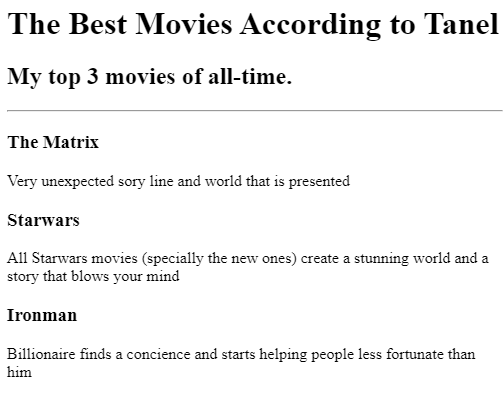 The Best Movies According to Tanel
My top 3 movies of all-time.
The Matrix
Very unexpected sory line and world that is presented
Starwars
All Starwars movies (specially the new ones) create a stunning world and a
story that blows your mind
Ironman
Billionaire finds a concience and starts helping people less fortunate than
him